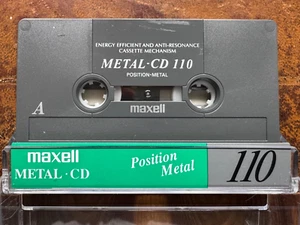 ENERGY EFFICIENT AND ANTI-RESONANCE
CASSETTE MECHANISM
METAL·CD 110
POSITION·METAL
A
maxell
maxell
METAL·CD
Position
Metal
110